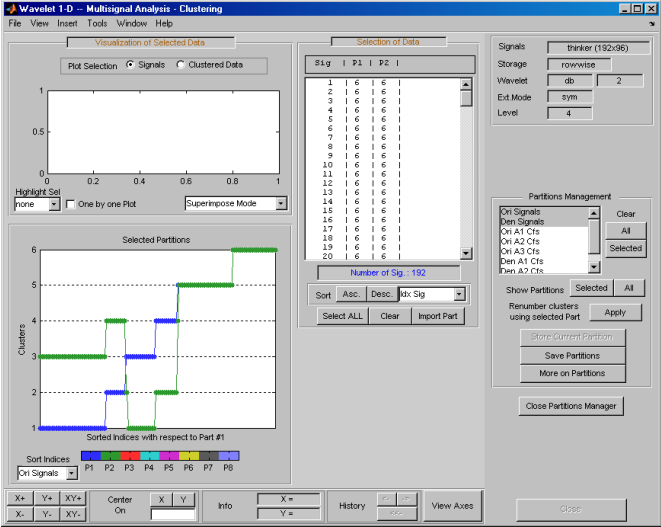 Wavelet 1-D -- Multisignal Analysis - Clustering
File View Insert Tools Window Help
Visualization of Selected Data
Plot Selection Signals Clustered Data
1
0.5
0
0 0.2 0.4 0.6 0.8 1
Highlight Sel
none One by one Plot Superimpose Mode
Selected Partitions
6
5
4
3
2
1
Clusters
Sorted Indices with respect to Part #1
Sort Indices
Ori Signals
P1 P2 P3 P4 P5 P6 P7 P8
Selection of Data
Sig | P1 | P2 |
1 | 6 | 6 |
2 | 6 | 6 |
3 | 6 | 6 |
4 | 6 | 6 |
5 | 6 | 6 |
6 | 6 | 6 |
7 | 6 | 6 |
8 | 6 | 6 |
9 | 6 | 6 |
10 | 6 | 6 |
11 | 6 | 6 |
12 | 6 | 6 |
13 | 6 | 6 |
14 | 6 | 6 |
15 | 6 | 6 |
16 | 6 | 6 |
17 | 6 | 6 |
18 | 6 | 6 |
19 | 6 | 6 |
20 | 6 | 6 |
Number of Sig. : 192
Sort Asc. Desc. Idx Sig
Select ALL Clear Import Part
Signals thinker (192x96)
Storage rowwise
Wavelet db 2
Ext Mode sym
Level 4
Partitions Management
Ori Signals
Den Signals
Ori A1 Cfs
Ori A2 Cfs
Ori A3 Cfs
Den A1 Cfs
Den A2 Cfs
Clear
All
Selected
Show Partitions Selected All
Renumber clusters
using selected Part Apply
Store Current Partition
Save Partitions
More on Partitions
Close Partitions Manager
X+ Y+ XY+
X- Y- XY-
Center
On
X Y
Info
X =
Y =
History
<- ->
<<-
View Axes
Close